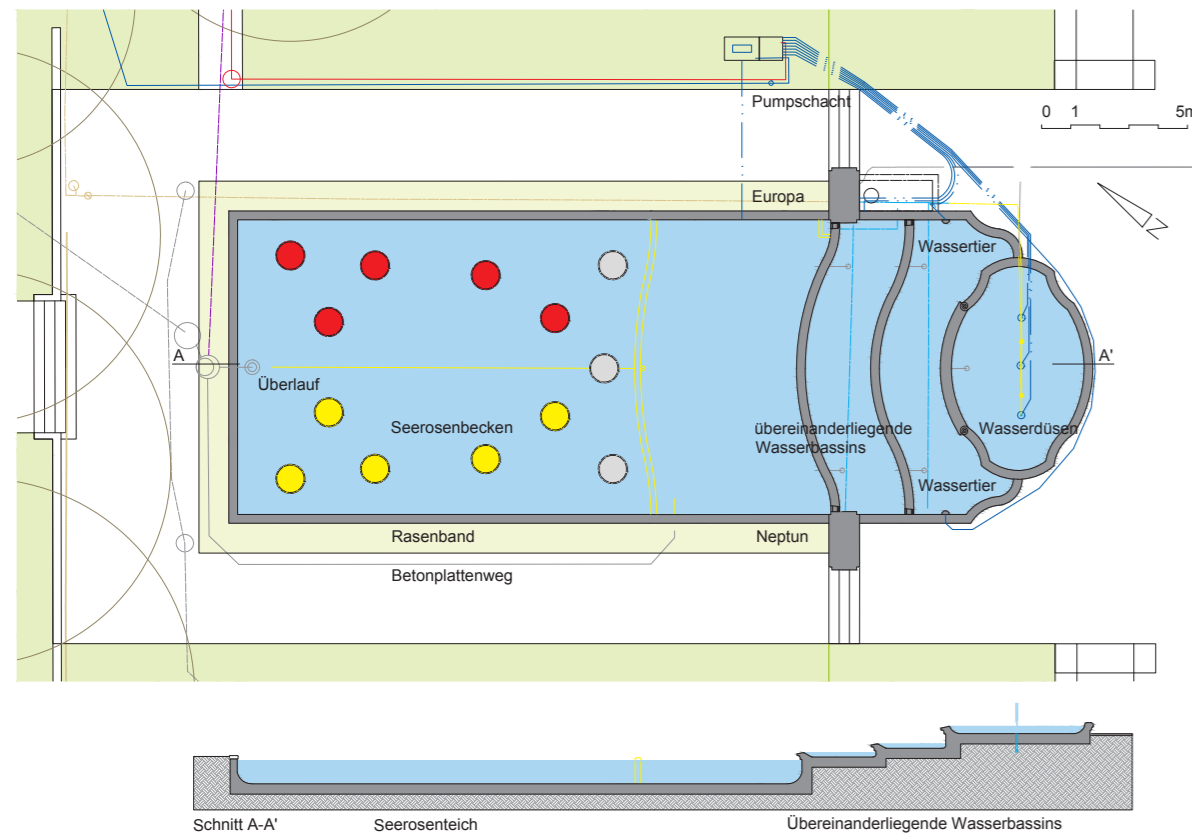 Pumpschacht
0 1 5m
Europa
N
Wassertier
A
A'
Überlauf
Seerosenbecken
übereinanderliegende
Wasserbassins
Wasserdüsen
Wassertier
Rasenband
Neptun
Betonplattenweg
Schnitt A-A'
Seerosenteich
Übereinanderliegende Wasserbassins